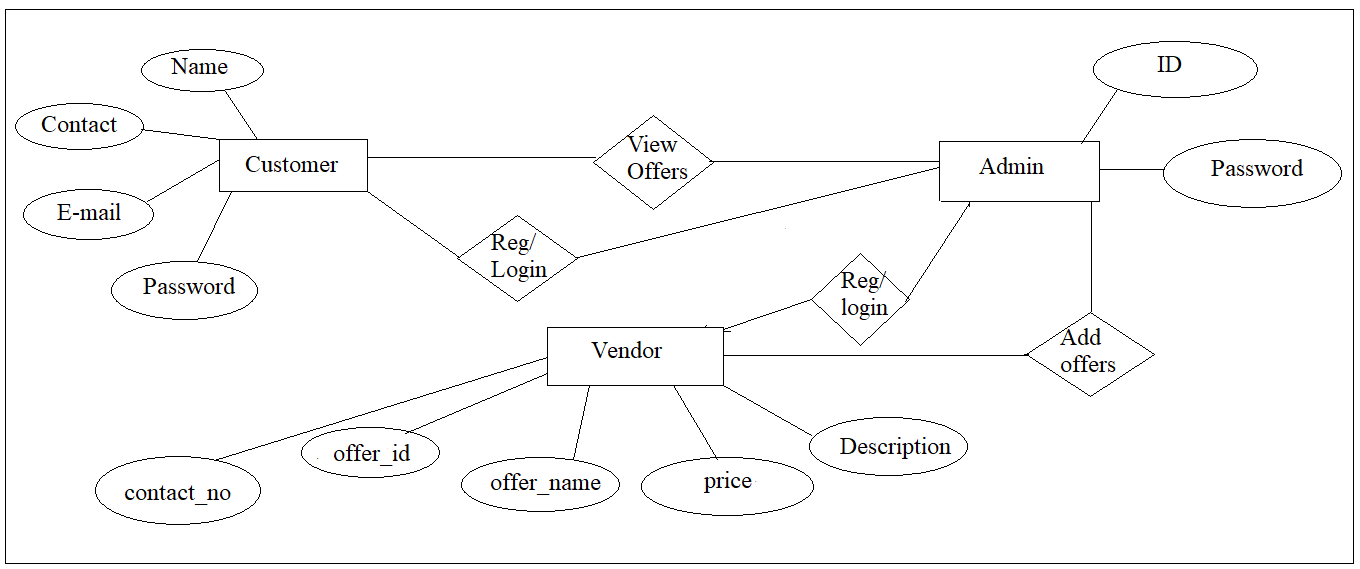 Name
ID
Contact
View
Offers
Customer
Admin
Password
E-mail
Reg/
Login
Password
Reg/
login
Vendor
Add
offers
offer_id
Description
contact_no
offer_name
price